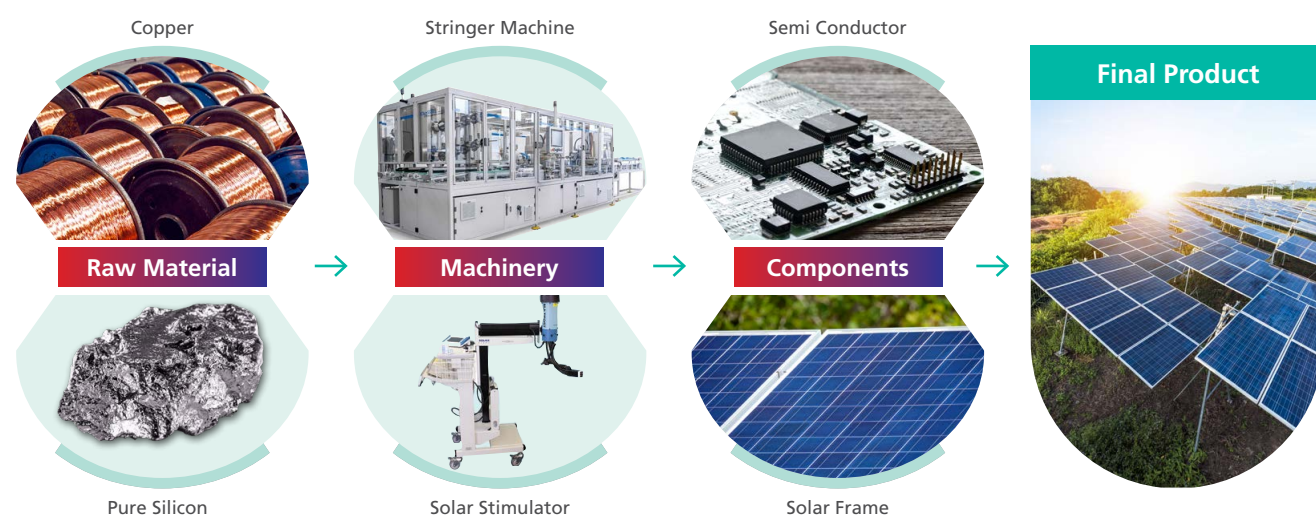 Copper
Stringer Machine
Semi Conductor
Final Product
Raw Material
Machinery
Components
Pure Silicon
Solar Stimulator
Solar Frame